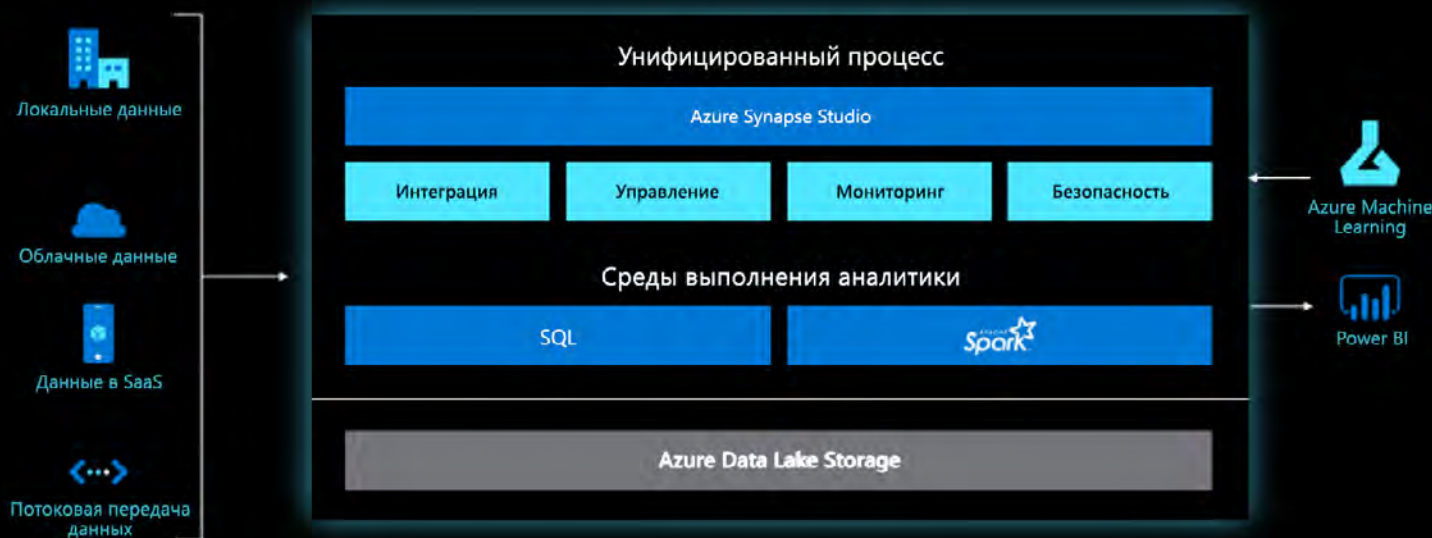 Локальные данные
Облачные данные
Данные в SaaS
Потоковая передача
данных
Унифицированный процесс
Azure Synapse Studio
Интеграция
Управление
Мониторинг
Безопасность
Среды выполнения аналитики
SQL
APACHE
Spark
Azure Data Lake Storage
Azure Machine
Learning
Power BI